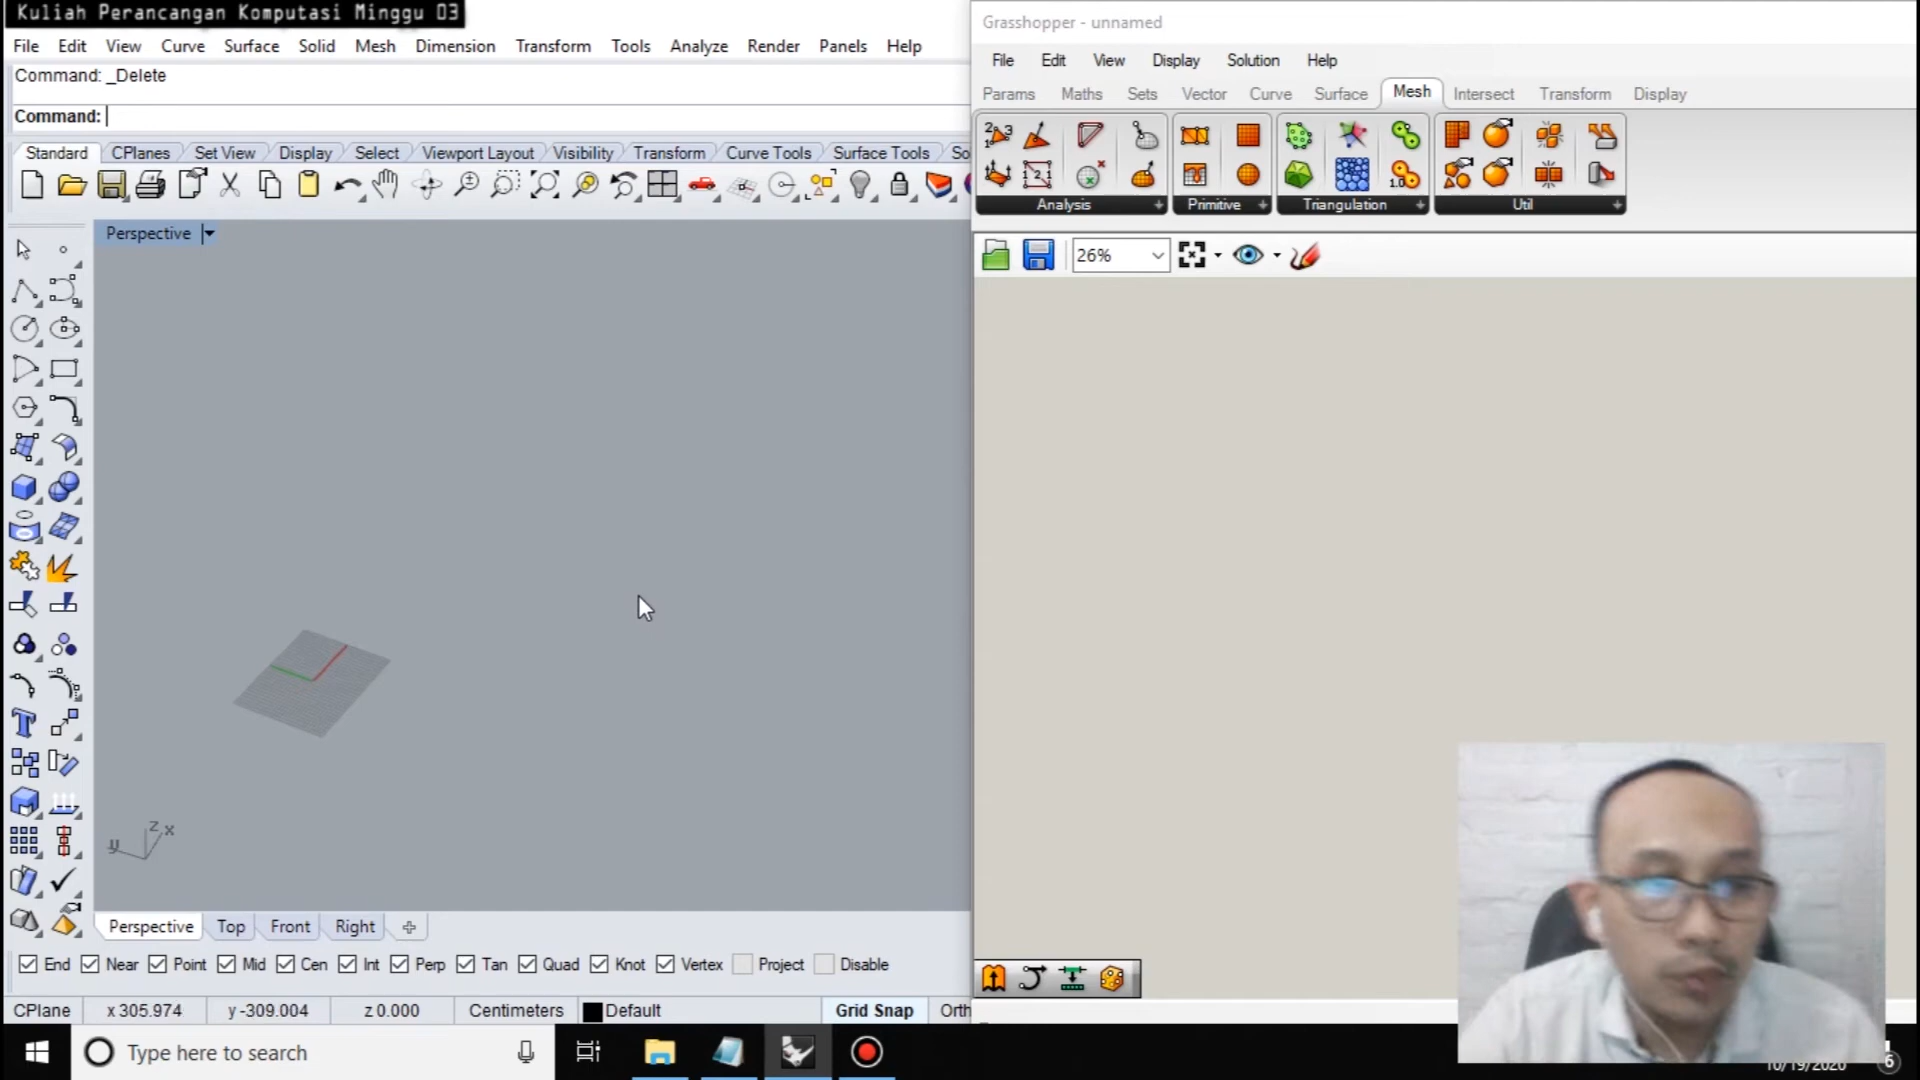 Kuliah Perancangan Komputasi Minggu 03
File Edit View Curve Surface Solid Mesh Dimension Transform Tools Analyze Render Panels Help
Command: _Delete
Command:
Standard CPlanes Set View Display Select Viewport Layout Visibility Transform Curve Tools Surface Tools So
Perspective
z x
y
Perspective Top Front Right
End Near Point Mid Cen Int Perp Tan Quad Knot Vertex Project Disable
CPlane x 305.974 y -309.004 z 0.000 Centimeters Default Grid Snap Orth
Grasshopper - unnamed
File Edit View Display Solution Help
Params Maths Sets Vector Curve Surface Mesh Intersect Transform Display
Analysis Primitive Triangulation Util
26%
Type here to search
10/19/2020 6